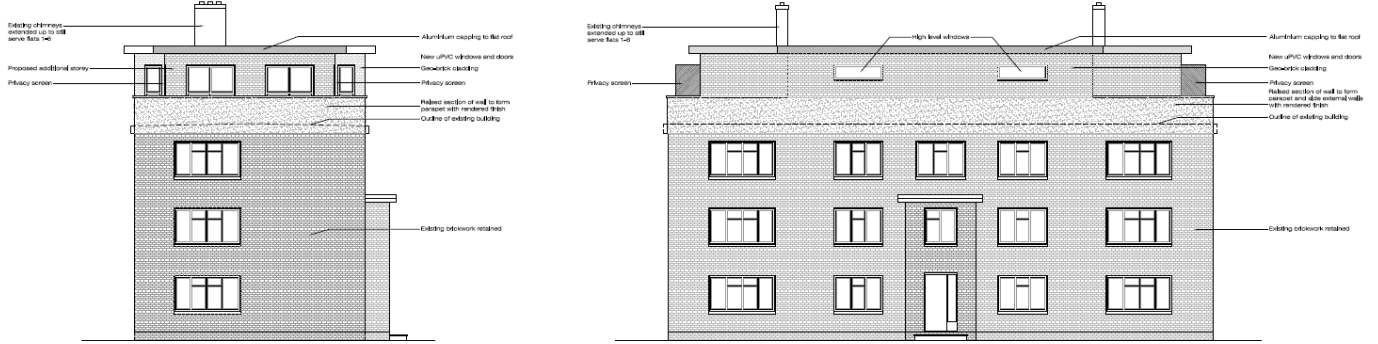 Existing chimneys
extended up to still
serve flats 1-6
Proposed additional storey
Privacy screen
Aluminium capping to flat roof
New uPVC windows and doors
Geo-brick cladding
Privacy screen
Raised section of wall to form
parapet with rendered finish
Outline of existing building
Existing brickwork retained
Existing chimneys
extended up to still
serve flats 1-6
Privacy screen
High level windows
Aluminium capping to flat roof
New uPVC windows and doors
Geo-brick cladding
Privacy screen
Raised section of wall to form
parapet and side external walls
with rendered finish
Outline of existing building
Existing brickwork retained